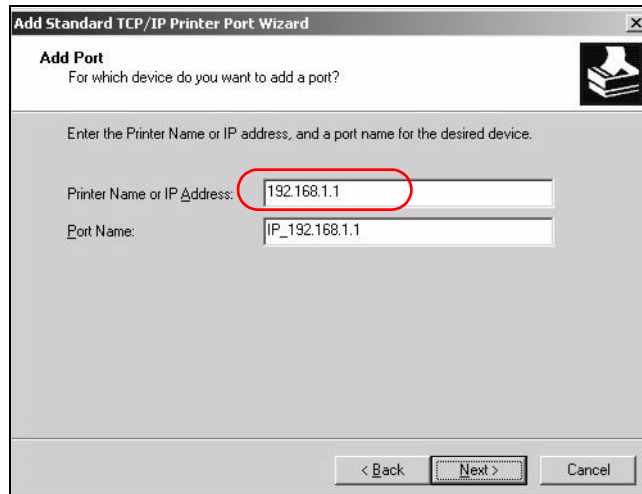 Add Standard TCP/IP Printer Port Wizard
Add Port
For which device do you want to add a port?
Enter the Printer Name or IP address, and a port name for the desired device.
Printer Name or IP Address: 192.168.1.1
Port Name: IP_192.168.1.1
< Back Next > Cancel